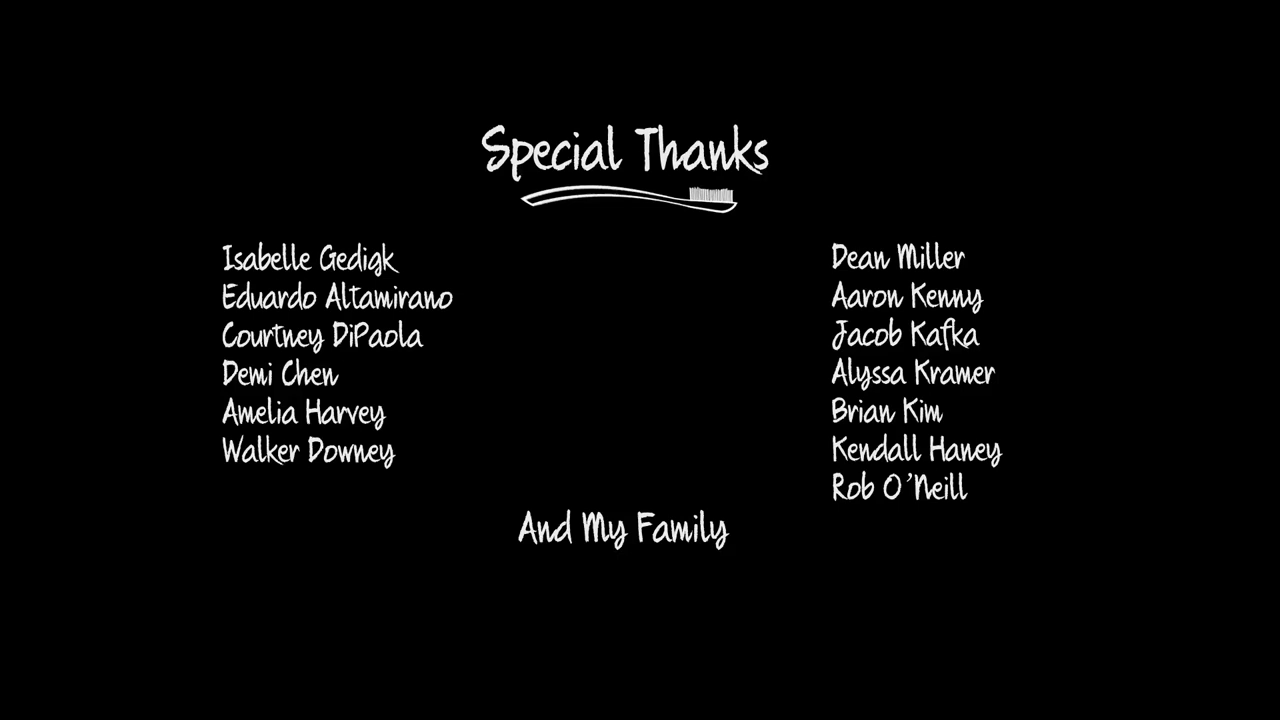 Special Thanks
Isabelle Gedigk
Eduardo Altamirano
Courtney DiPaola
Demi Chen
Amelia Harvey
Walker Downey
Dean Miller
Aaron Kenny
Jacob Kafka
Alyssa Kramer
Brian Kim
Kendall Haney
Rob O'Neill
And My Family